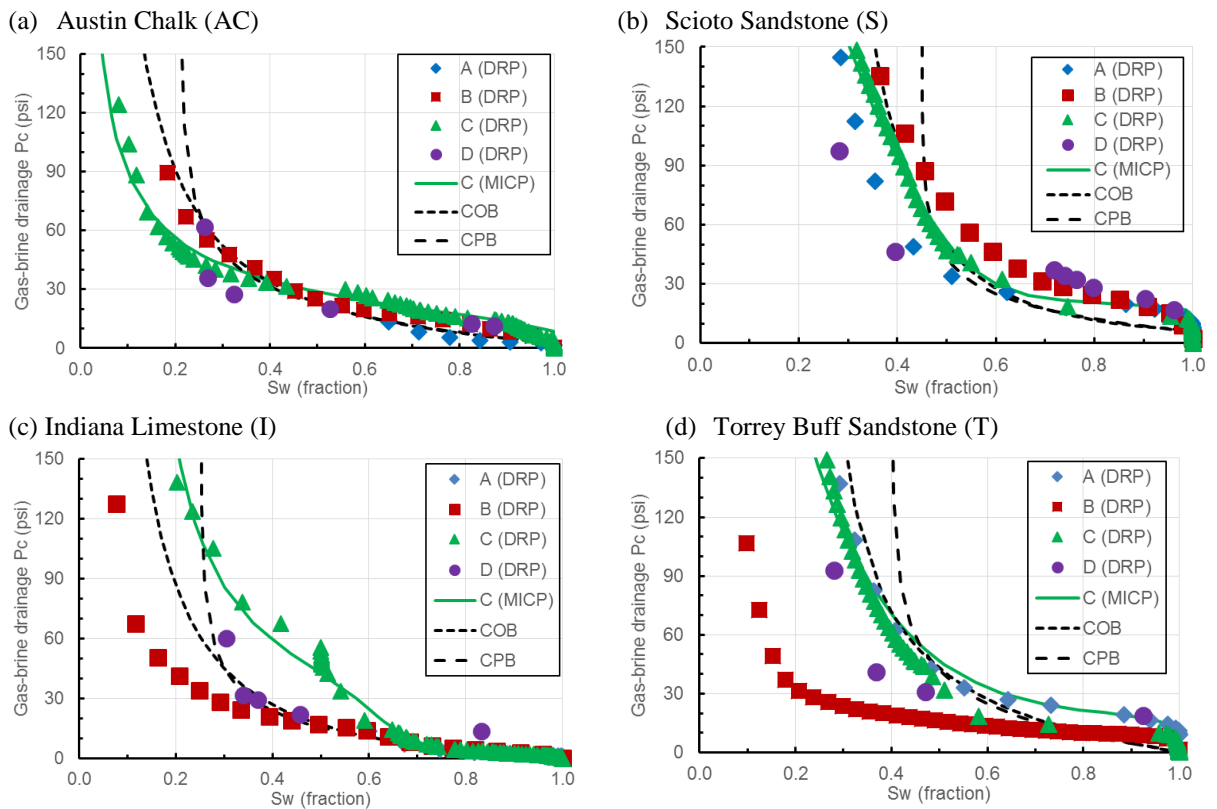 (a) Austin Chalk (AC)
150
120
90
60
30
0
Gas-brine drainage Pc (psi)
0.0 0.2 0.4 0.6 0.8 1.0
Sw (fraction)
A (DRP)
B (DRP)
C (DRP)
D (DRP)
C (MICP)
COB
CPB
(b) Scioto Sandstone (S)
150
120
90
60
30
0
Gas-brine drainage Pc (psi)
0.0 0.2 0.4 0.6 0.8 1.0
Sw (fraction)
A (DRP)
B (DRP)
C (DRP)
D (DRP)
C (MICP)
COB
CPB
(c) Indiana Limestone (I)
150
120
90
60
30
0
Gas-brine drainage Pc (psi)
0.0 0.2 0.4 0.6 0.8 1.0
Sw (fraction)
A (DRP)
B (DRP)
C (DRP)
D (DRP)
C (MICP)
COB
CPB
(d) Torrey Buff Sandstone (T)
150
120
90
60
30
0
Gas-brine drainage Pc (psi)
0.0 0.2 0.4 0.6 0.8 1.0
Sw (fraction)
A (DRP)
B (DRP)
C (DRP)
D (DRP)
C (MICP)
COB
CPB